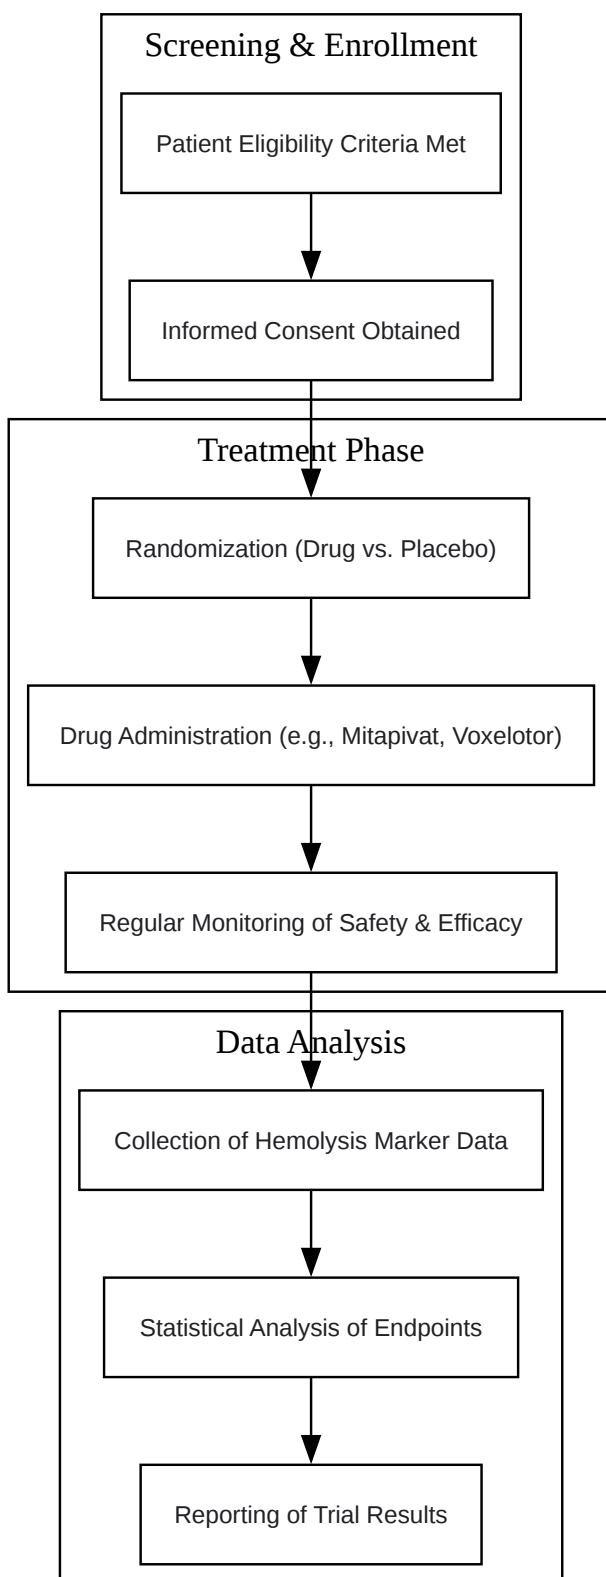 Screening & Enrollment
Patient Eligibility Criteria Met
Informed Consent Obtained
Treatment Phase
Randomization (Drug vs. Placebo)
Drug Administration (e.g., Mitapivat, Voxelotor)
Regular Monitoring of Safety & Efficacy
Data Analysis
Collection of Hemolysis Marker Data
Statistical Analysis of Endpoints
Reporting of Trial Results